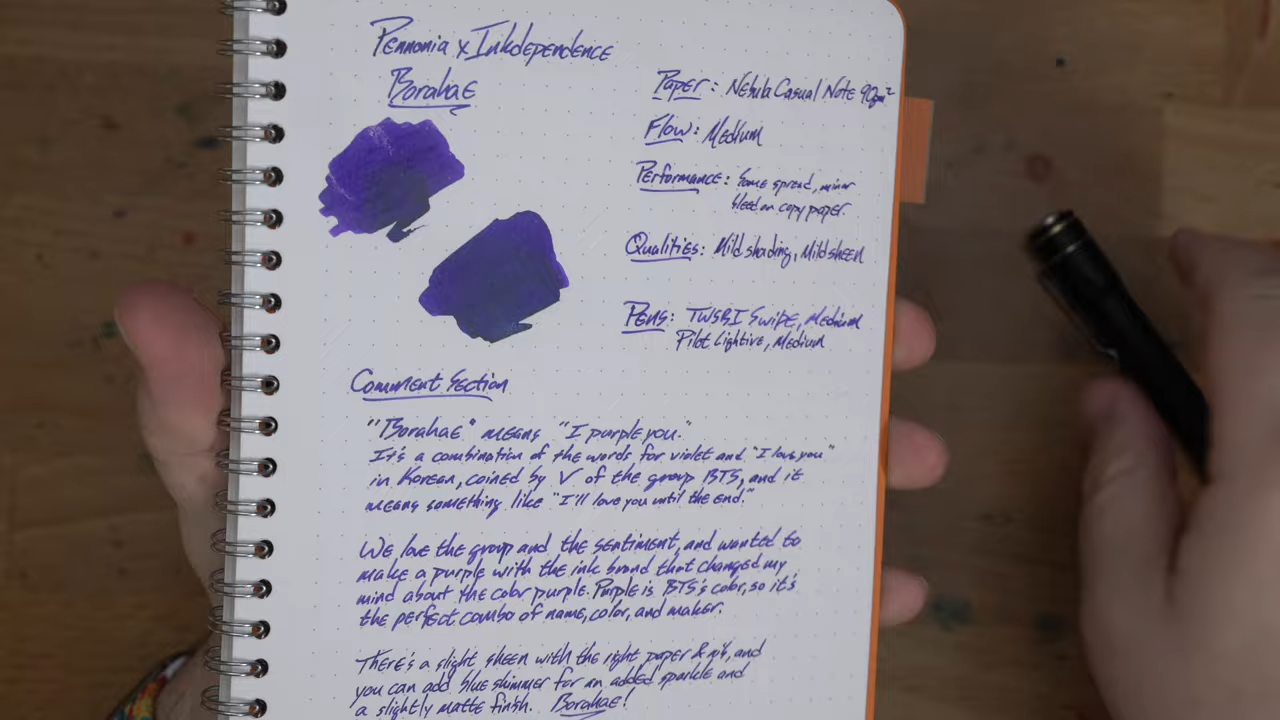 Pennonia x Inkdependence
Borahae
Paper: Nebula Casual Note 90gm²
Flow: Medium
Performance: Some spread, minor
bleed on copy paper.
Qualities: Mild shading, Mild sheen
Pens: TWSBI Swipe, Medium
Pilot Lightive, Medium
Comment Section
"Borahae" means "I purple you."
It's a combination of the words for violet and "I love you"
in Korean, coined by V of the group BTS, and it
means something like "I'll love you until the end."
We love the group and the sentiment, and wanted to
make a purple with the ink brand that changed my
mind about the color purple. Purple is BTS's color, so it's
the perfect combo of name, color, and maker.
There's a slight sheen with the right paper & nib, and
you can add blue shimmer for an added sparkle and
a slightly matte finish. Borahae!